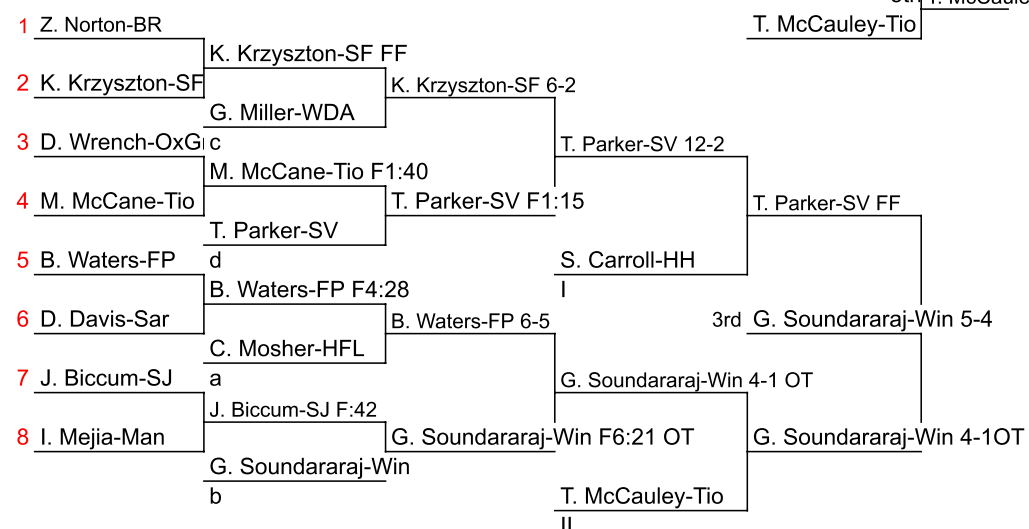 1 Z. Norton-BR
T. McCauley-Tio
K. Krzyszton-SF FF
2 K. Krzyszton-SF
K. Krzyszton-SF 6-2
G. Miller-WDA
3 D. Wrench-OxG
c
T. Parker-SV 12-2
M. McCane-Tio F1:40
4 M. McCane-Tio
T. Parker-SV F1:15
T. Parker-SV FF
T. Parker-SV
5 B. Waters-FP
d
S. Carroll-HH
B. Waters-FP F4:28
I
6 D. Davis-Sar
B. Waters-FP 6-5
3rd G. Soundararaj-Win 5-4
C. Mosher-HFL
7 J. Biccum-SJ
a
G. Soundararaj-Win 4-1 OT
J. Biccum-SJ F:42
8 I. Mejia-Man
G. Soundararaj-Win F6:21 OT
G. Soundararaj-Win 4-1OT
G. Soundararaj-Win
b
T. McCauley-Tio
II